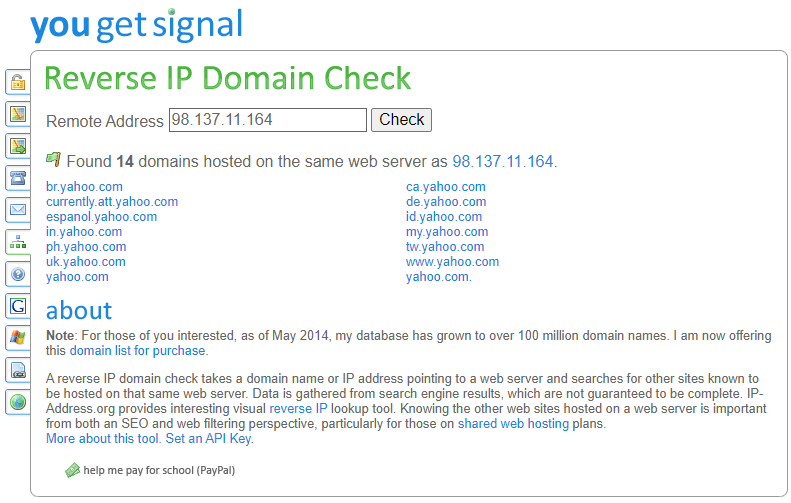 you get signal
Reverse IP Domain Check
Remote Address 98.137.11.164 Check
Found 14 domains hosted on the same web server as 98.137.11.164.
br.yahoo.com ca.yahoo.com
currently.att.yahoo.com de.yahoo.com
espanol.yahoo.com id.yahoo.com
in.yahoo.com my.yahoo.com
ph.yahoo.com tw.yahoo.com
uk.yahoo.com www.yahoo.com
yahoo.com yahoo.com.
about
Note: For those of you interested, as of May 2014, my database has grown to over 100 million domain names. I am now offering
this domain list for purchase.
A reverse IP domain check takes a domain name or IP address pointing to a web server and searches for other sites known to
be hosted on that same web server. Data is gathered from search engine results, which are not guaranteed to be complete. IP-
Address.org provides interesting visual reverse IP lookup tool. Knowing the other web sites hosted on a web server is important
from both an SEO and web filtering perspective, particularly for those on shared web hosting plans.
More about this tool. Set an API Key.
help me pay for school (PayPal)
G